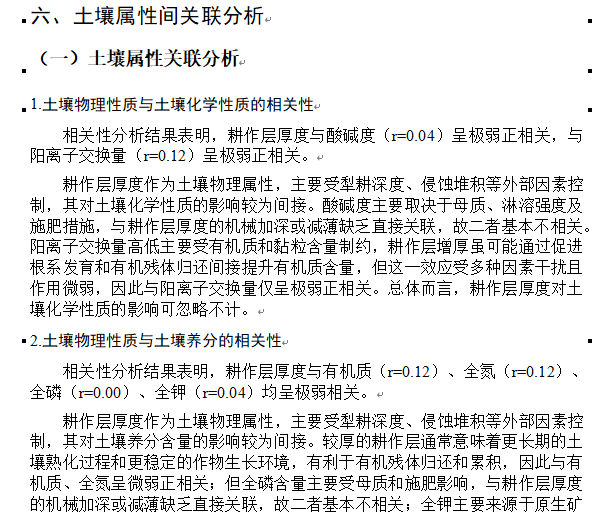 六、土壤属性间关联分析
（一）土壤属性关联分析
1.土壤物理性质与土壤化学性质的相关性
相关性分析结果表明，耕作层厚度与酸碱度（r=0.04）呈极弱正相关，与
阳离子交换量（r=0.12）呈极弱正相关。
耕作层厚度作为土壤物理属性，主要受犁耕深度、侵蚀堆积等外部因素控
制，其对土壤化学性质的影响较为间接。酸碱度主要取决于母质、淋溶强度及
施肥措施，与耕作层厚度的机械加深或减薄缺乏直接关联，故二者基本不相关。
阳离子交换量高低主要受有机质和黏粒含量制约，耕作层增厚虽可能通过促进
根系发育和有机残体归还间接提升有机质含量，但这一效应受多种因素干扰且
作用微弱，因此与阳离子交换量仅呈极弱正相关。总体而言，耕作层厚度对土
壤化学性质的影响可忽略不计。
2.土壤物理性质与土壤养分的相关性
相关性分析结果表明，耕作层厚度与有机质（r=0.12）、全氮（r=0.12）、
全磷（r=0.00）、全钾（r=0.04）均呈极弱相关。
耕作层厚度作为土壤物理属性，主要受犁耕深度、侵蚀堆积等外部因素控
制，其对土壤养分含量的影响较为间接。较厚的耕作层通常意味着更长期的土
壤熟化过程和更稳定的作物生长环境，有利于有机残体归还和累积，因此与有
机质、全氮呈微弱正相关；但全磷含量主要受母质和施肥影响，与耕作层厚度
的机械加深或减薄缺乏直接关联，故二者基本不相关；全钾主要来源于原生矿